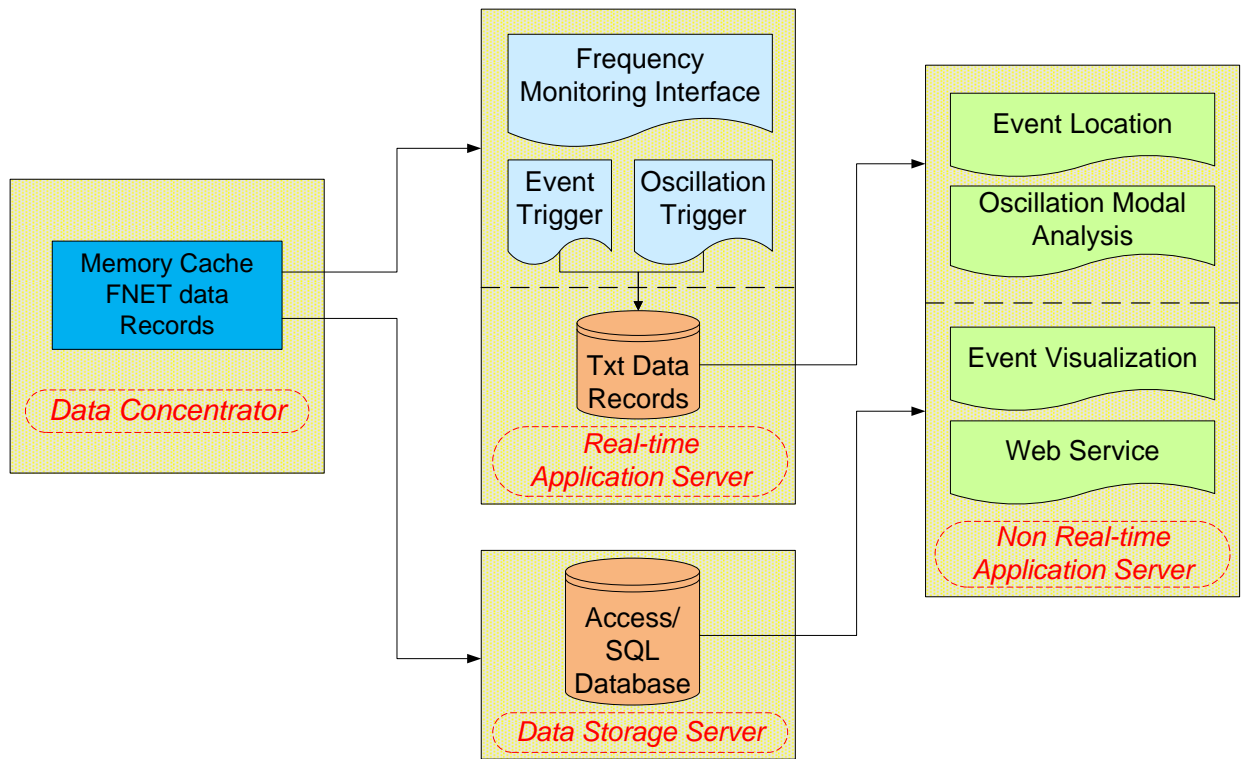 Memory Cache
FNET data
Records
Data Concentrator
Frequency
Monitoring Interface
Event
Trigger
Oscillation
Trigger
Txt Data
Records
Real-time
Application Server
Access/
SQL
Database
Data Storage Server
Event Location
Oscillation Modal
Analysis
Event Visualization
Web Service
Non Real-time
Application Server